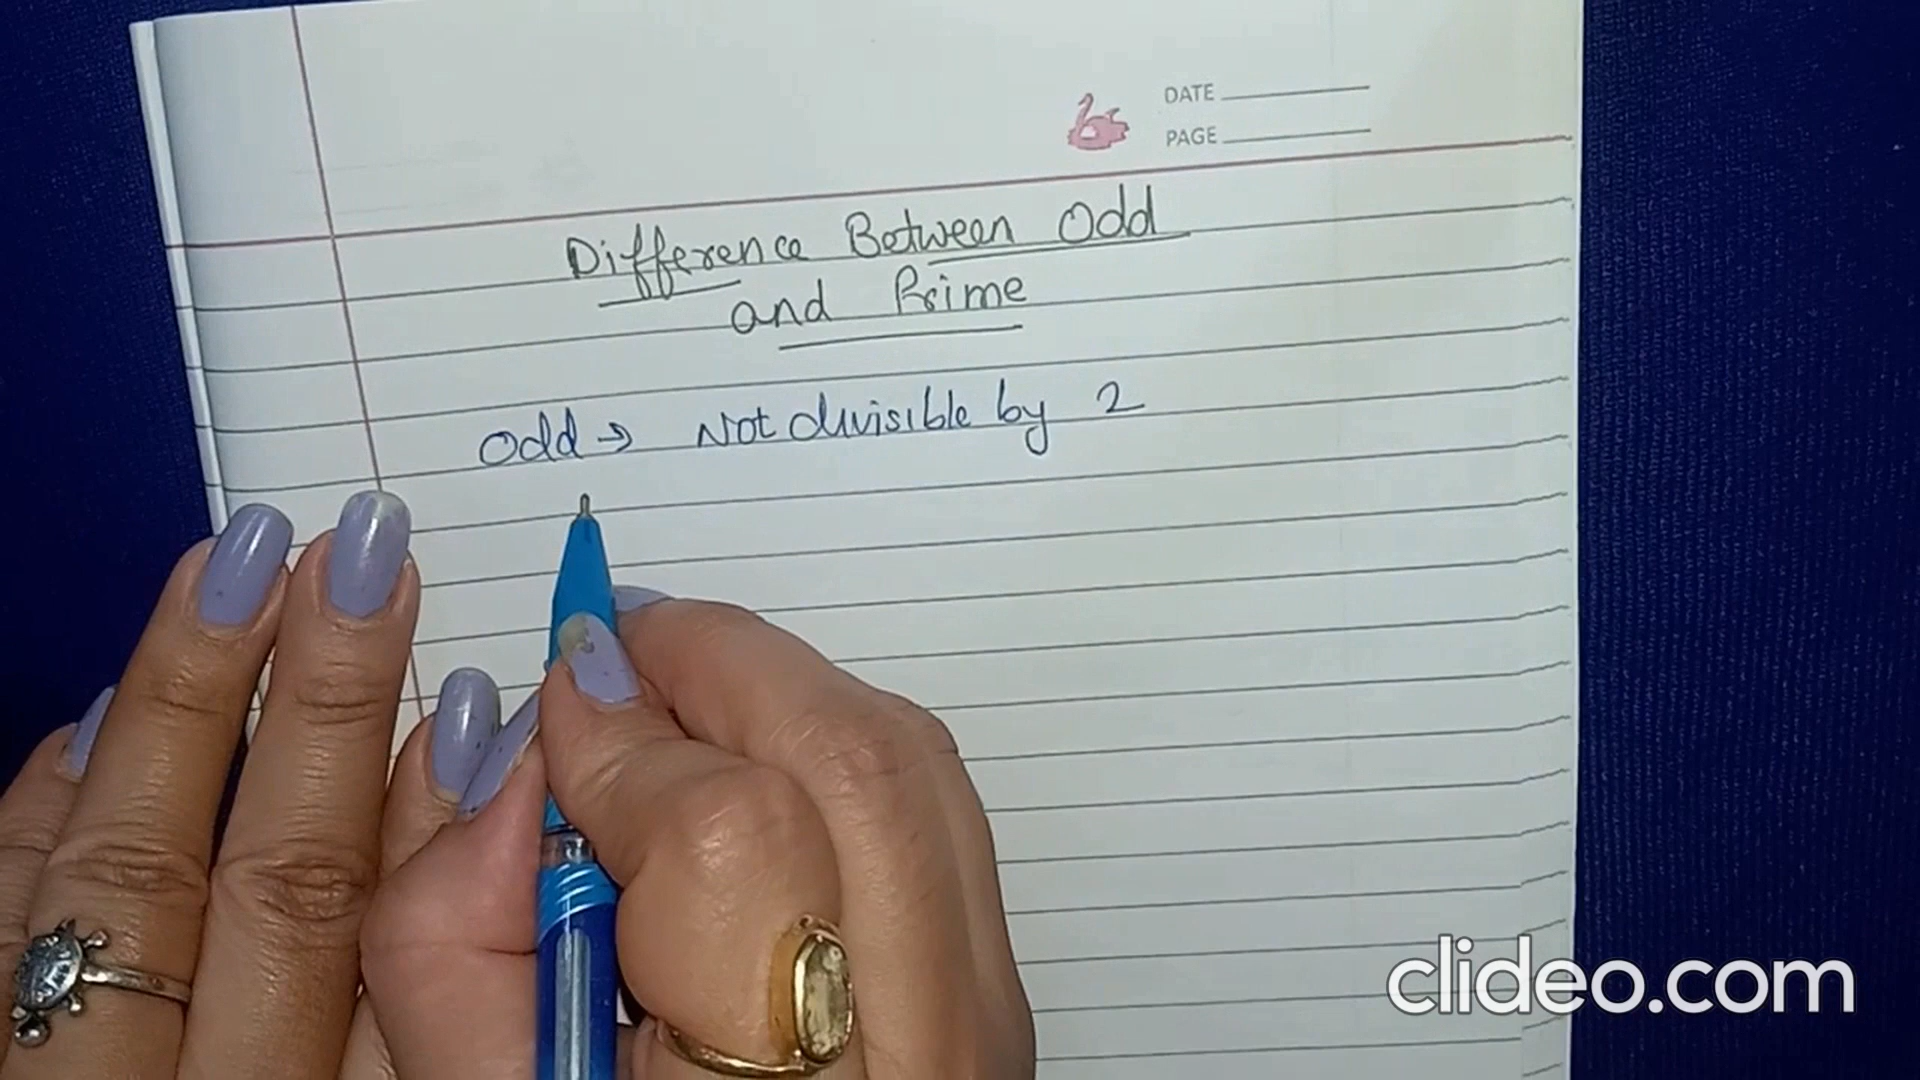 DATE
PAGE
Difference Between Odd
and Prime
Odd → Not divisible by 2
clideo.com